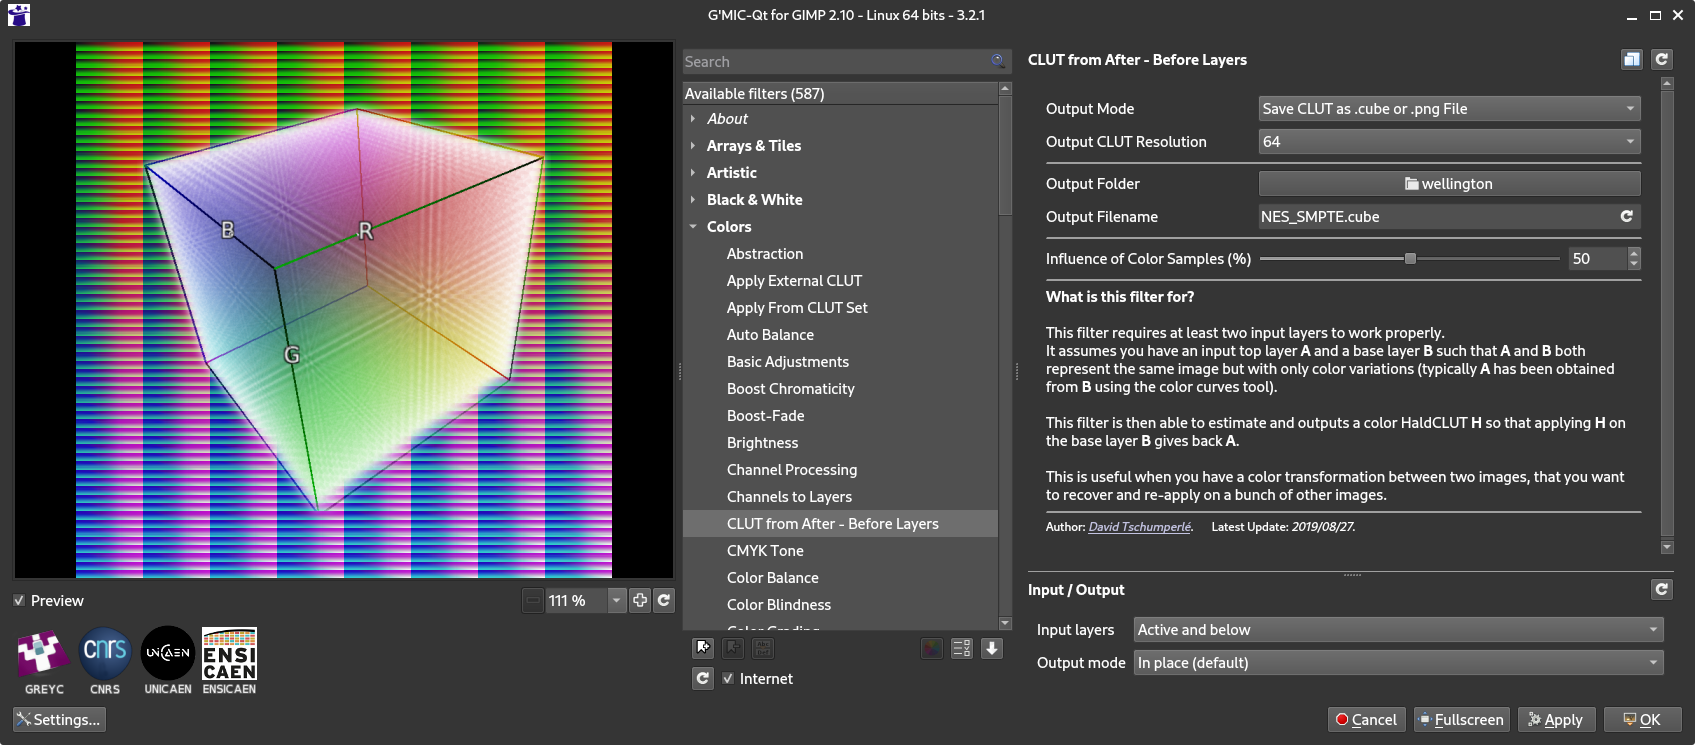 G'MIC-Qt for GIMP 2.10 - Linux 64 bits - 3.2.1
B
R
G
Preview
111 %
GREYC
cnrs
CNRS
UNICAEN
UNICAEN
ENSI
CAEN
ENSICAEN
Settings...
Search
Available filters (587)
About
Arrays & Tiles
Artistic
Black & White
Colors
Abstraction
Apply External CLUT
Apply From CLUT Set
Auto Balance
Basic Adjustments
Boost Chromaticity
Boost-Fade
Brightness
Channel Processing
Channels to Layers
CLUT from After - Before Layers
CMYK Tone
Color Balance
Color Blindness
Color Grading
Internet
CLUT from After - Before Layers
Output Mode Save CLUT as .cube or .png File
Output CLUT Resolution 64
Output Folder wellington
Output Filename NES_SMPTE.cube
Influence of Color Samples (%) 50
What is this filter for?
This filter requires at least two input layers to work properly.
It assumes you have an input top layer A and a base layer B such that A and B both
represent the same image but with only color variations (typically A has been obtained
from B using the color curves tool).
This filter is then able to estimate and outputs a color HaldCLUT H so that applying H on
the base layer B gives back A.
This is useful when you have a color transformation between two images, that you want
to recover and re-apply on a bunch of other images.
Author: David Tschumperlé. Latest Update: 2019/08/27.
Input / Output
Input layers Active and below
Output mode In place (default)
Cancel
Fullscreen
Apply
OK